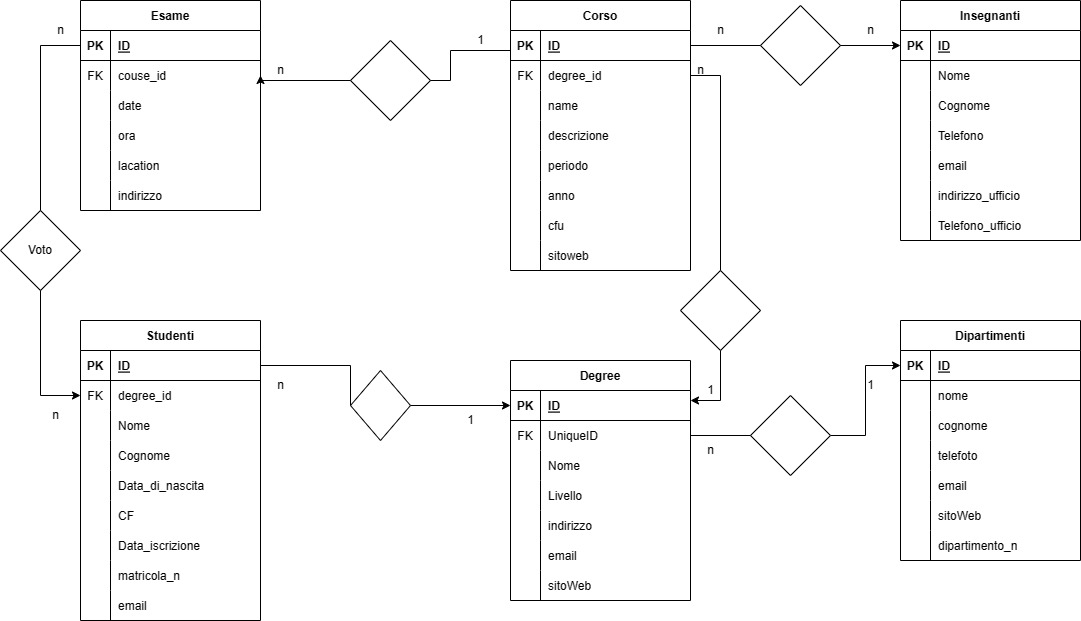 Esame
PK ID
FK couse_id
date
ora
lacation
indirizzo
n
n
1
Corso
PK ID
FK degree_id
name
descrizione
periodo
anno
cfu
sitoweb
n
n
n
Insegnanti
PK ID
Nome
Cognome
Telefono
email
indirizzo_ufficio
Telefono_ufficio
Voto
n
Studenti
PK ID
FK degree_id
Nome
Cognome
Data_di_nascita
CF
Data_iscrizione
matricola_n
email
n
1
1
Degree
PK ID
FK UniqueID
Nome
Livello
indirizzo
email
sitoWeb
n
1
Dipartimenti
PK ID
nome
cognome
telefoto
email
sitoWeb
dipartimento_n